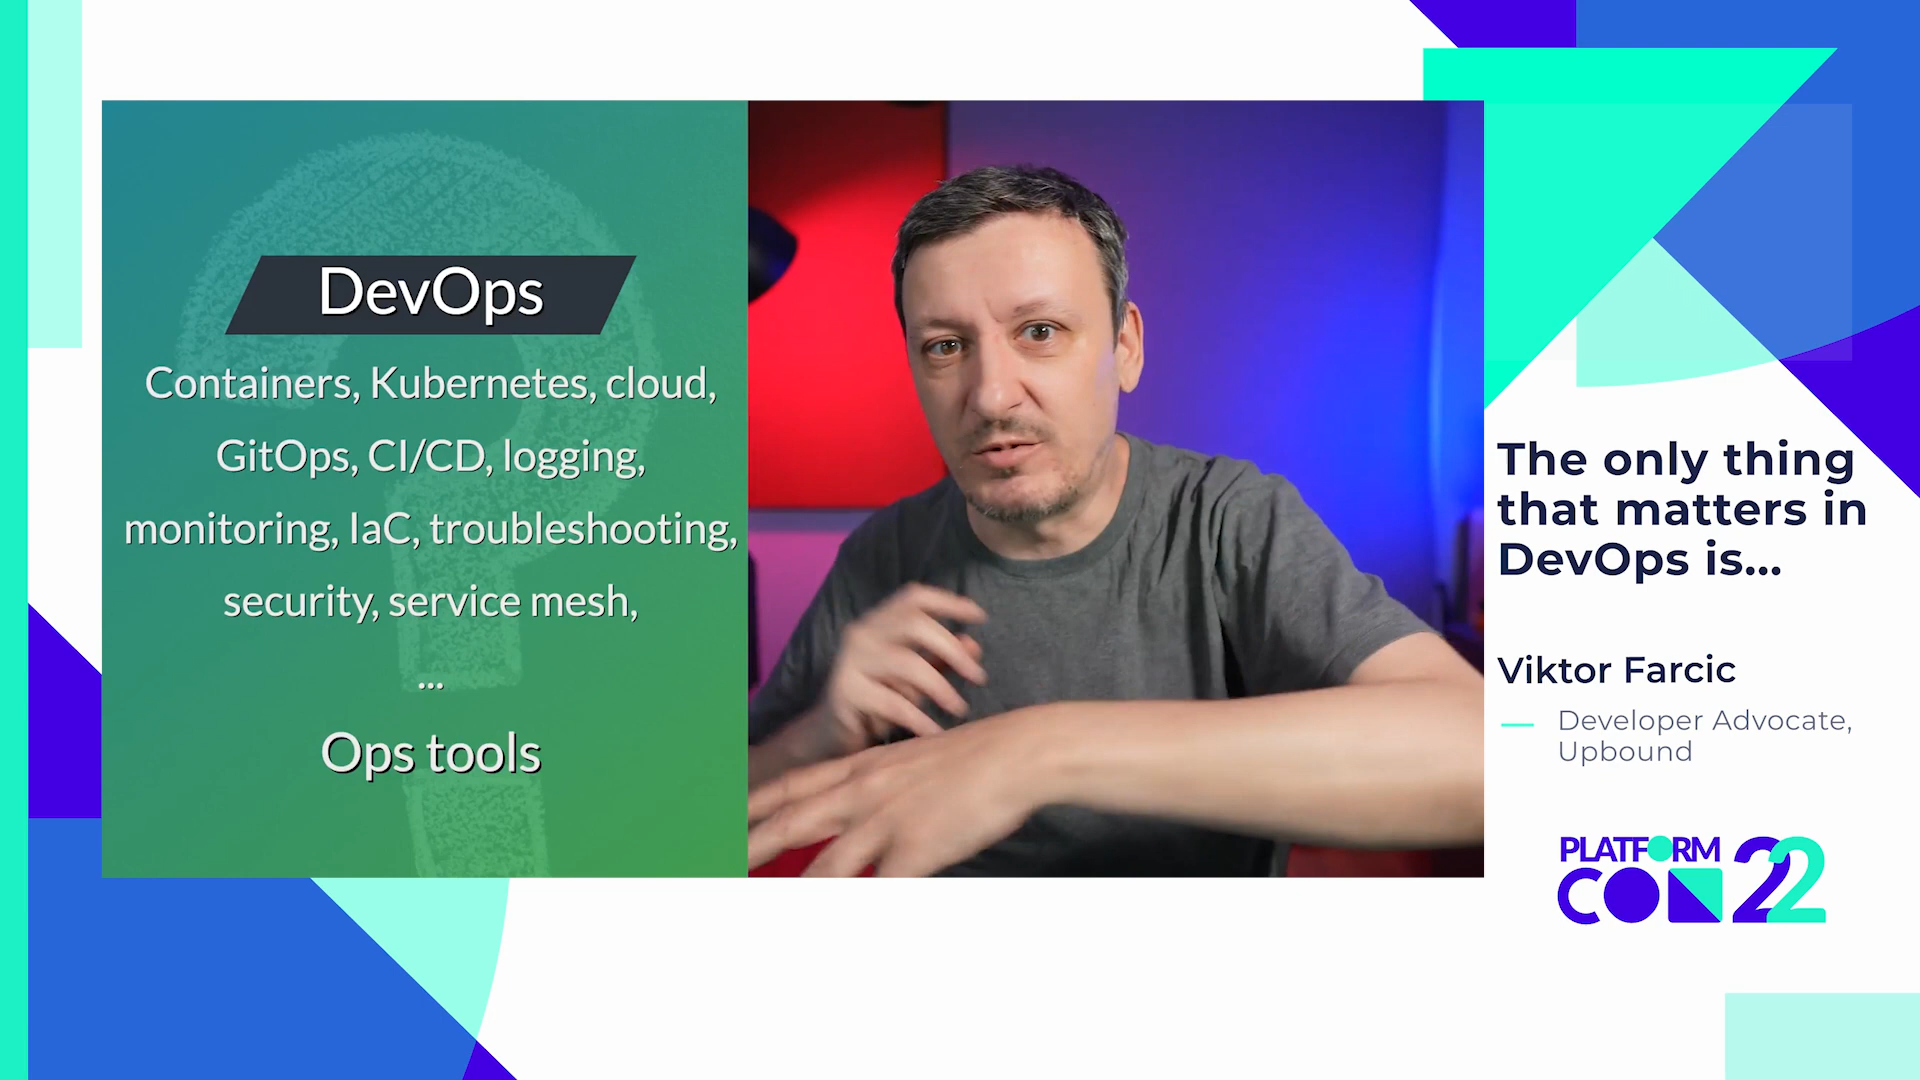 DevOps
Containers, Kubernetes, cloud,
GitOps, CI/CD, logging,
monitoring, IaC, troubleshooting,
security, service mesh,
...
Ops tools
The only thing
that matters in
DevOps is...
Viktor Farcic
Developer Advocate,
Upbound
PLATFORM
CON 22